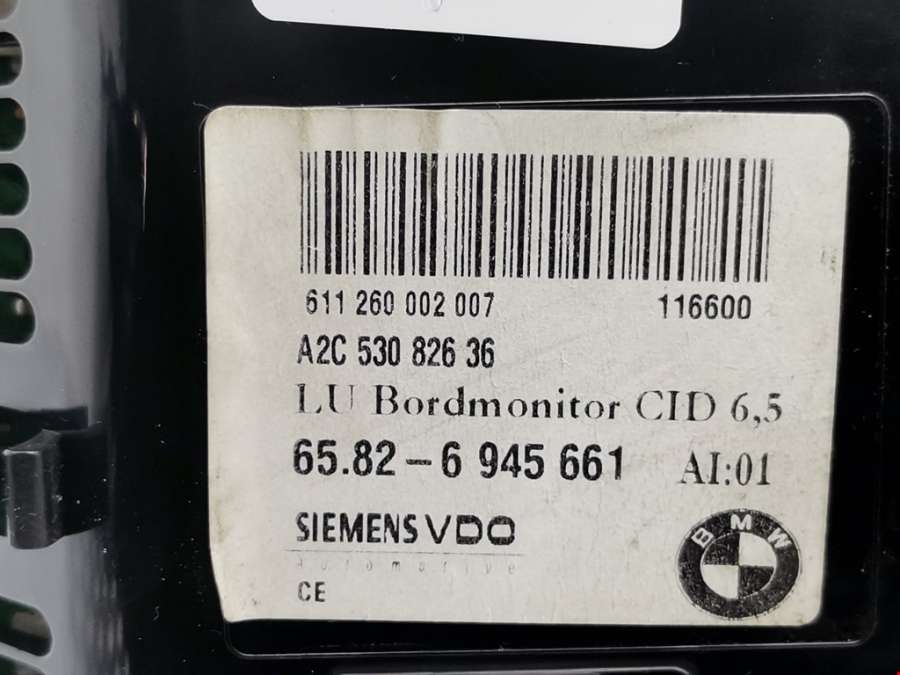 611 260 002 007 116600
A2C 530 826 36
LU Bordmonitor CID 6,5
65.82-6 945 661 AI:01
SIEMENS VDO
Automotive
CE
BMW